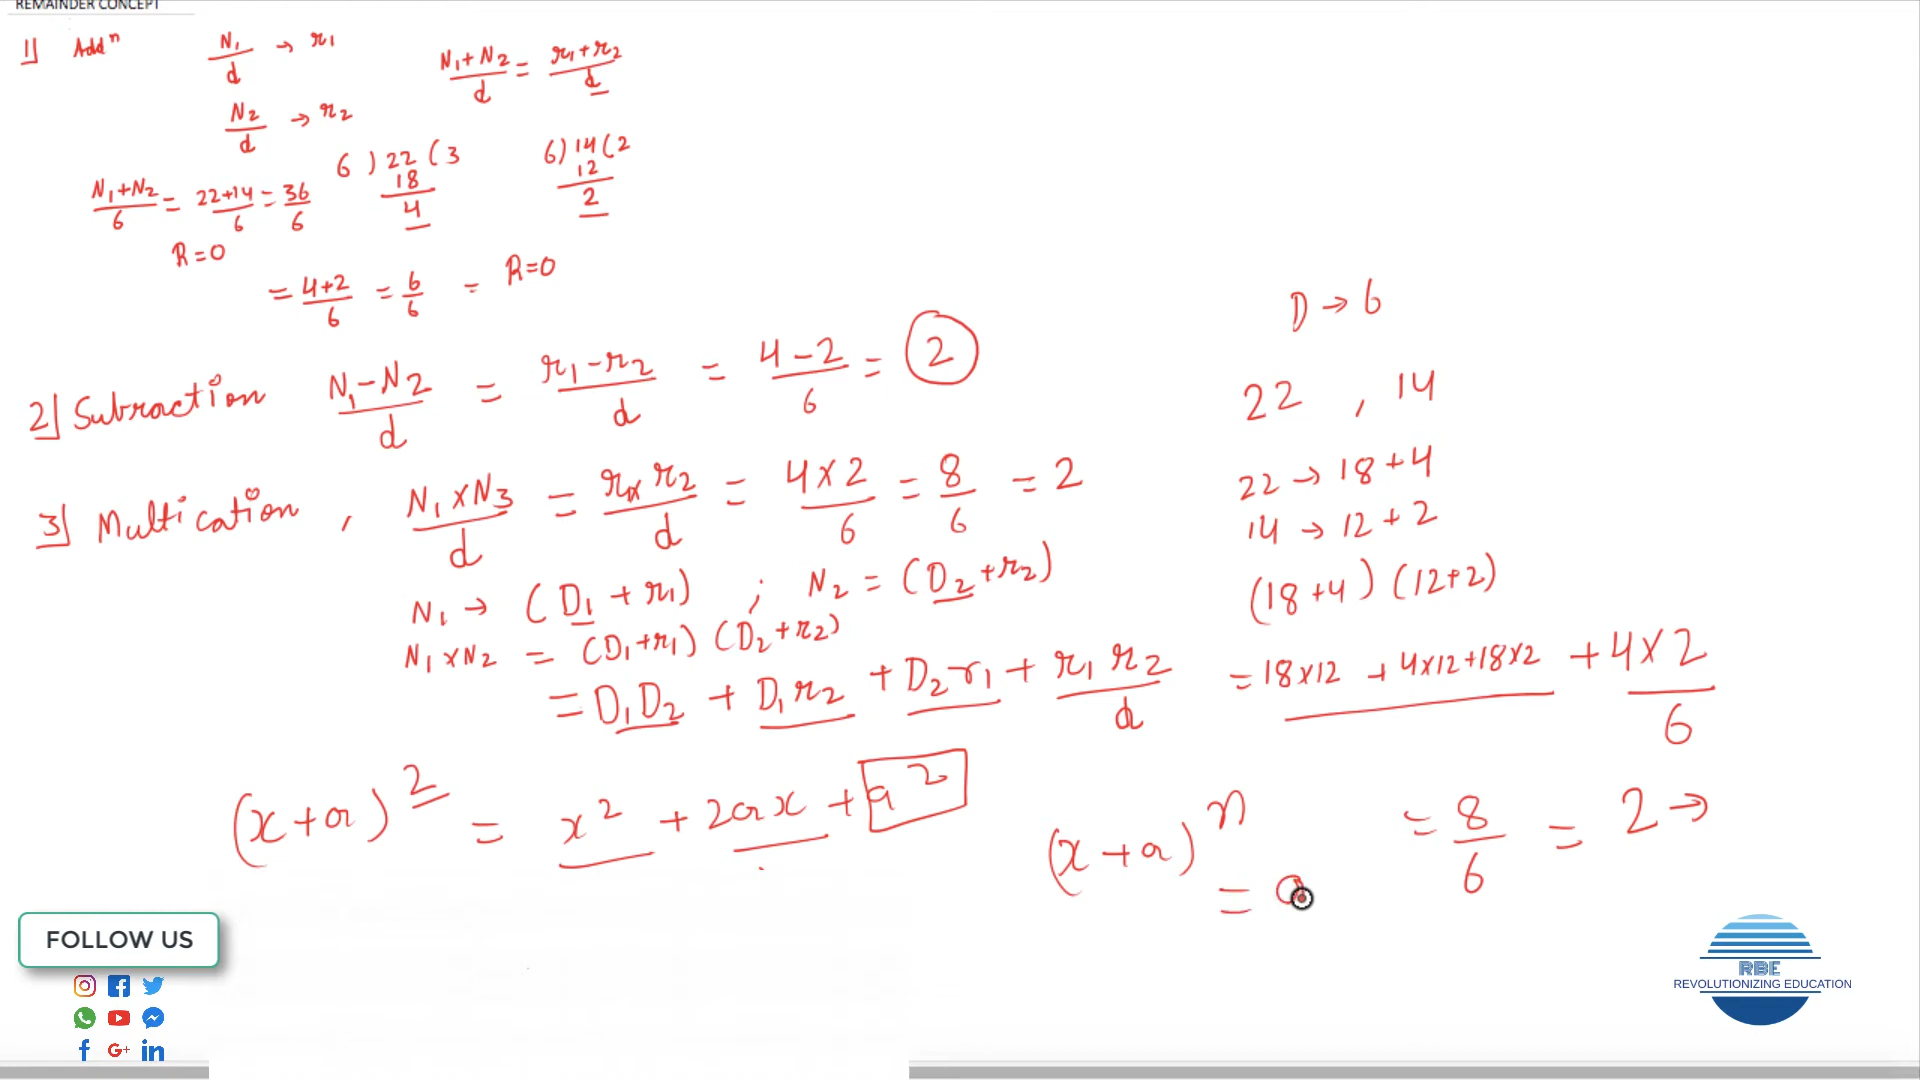 REMAINDER CONCEPT
1] Addⁿ N₁/d → r₁
N₂/d → r₂
(N₁+N₂)/d = (r₁+r₂)/d
6 ) 22 ( 3
18
4
6 ) 14 ( 2
12
2
(N₁+N₂)/6 = (22+14)/6 = 36/6
R=0
= (4+2)/6 = 6/6 = R=0
2] Subraction (N₁-N₂)/d = (r₁-r₂)/d = (4-2)/6 = 2
3] Multication , (N₁×N₃)/d = (r₁×r₂)/d = (4×2)/6 = 8/6 = 2
N₁ → (D₁+r₁) ; N₂ = (D₂+r₂)
N₁×N₂ = (D₁+r₁) (D₂+r₂)
= D₁D₂ + D₁r₂ + D₂r₁ + r₁r₂/d
D → 6
22 , 14
22 → 18+4
14 → 12+2
(18+4) (12+2)
= 18×12 + 4×12+18×2 + 4×2/6
= 8/6 = 2 →
(x+a)² = x² + 2ax + a²
(x+a)ⁿ
=
FOLLOW US
RBE
REVOLUTIONIZING EDUCATION